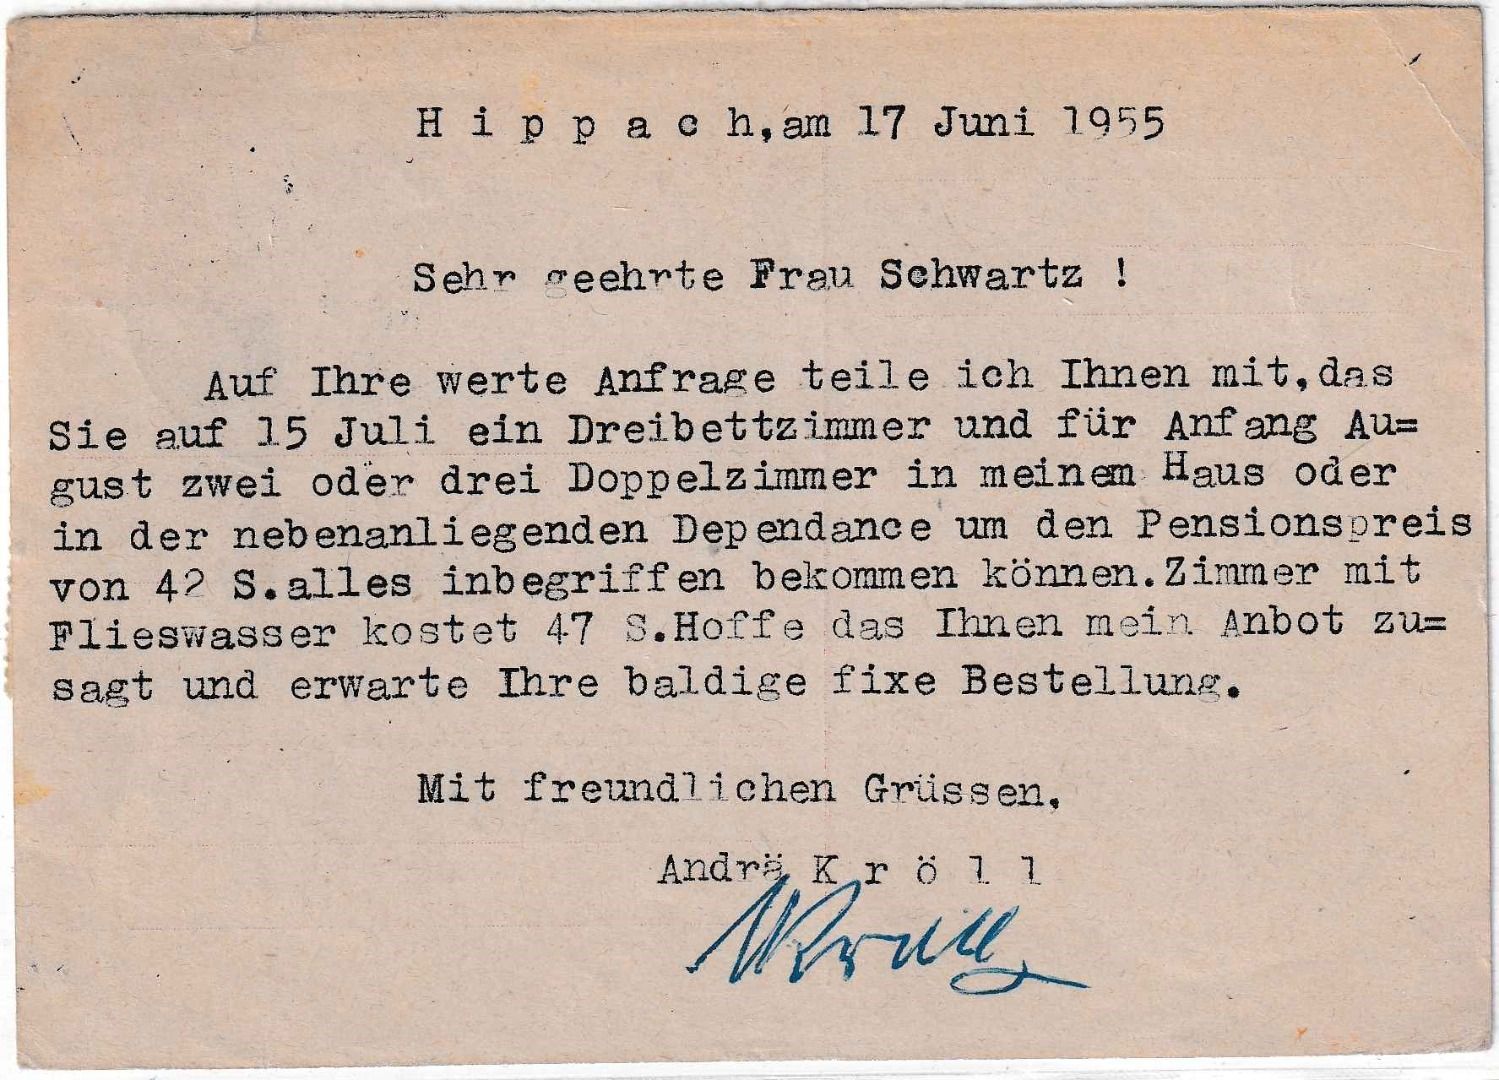 H i p p a c h, am 17 Juni 1955
Sehr geehrte Frau Schwartz !
Auf Ihre werte Anfrage teile ich Ihnen mit, das
Sie auf 15 Juli ein Dreibettzimmer und für Anfang Au=
gust zwei oder drei Doppelzimmer in meinem Haus oder
in der nebenanliegenden Dependance um den Pensionspreis
von 42 S. alles inbegriffen bekommen können. Zimmer mit
Flieswasser kostet 47 S. Hoffe das Ihnen mein Anbot zu=
sagt und erwarte Ihre baldige fixe Bestellung.
Mit freundlichen Grüssen,
Andrä K r ö l l
Kröll